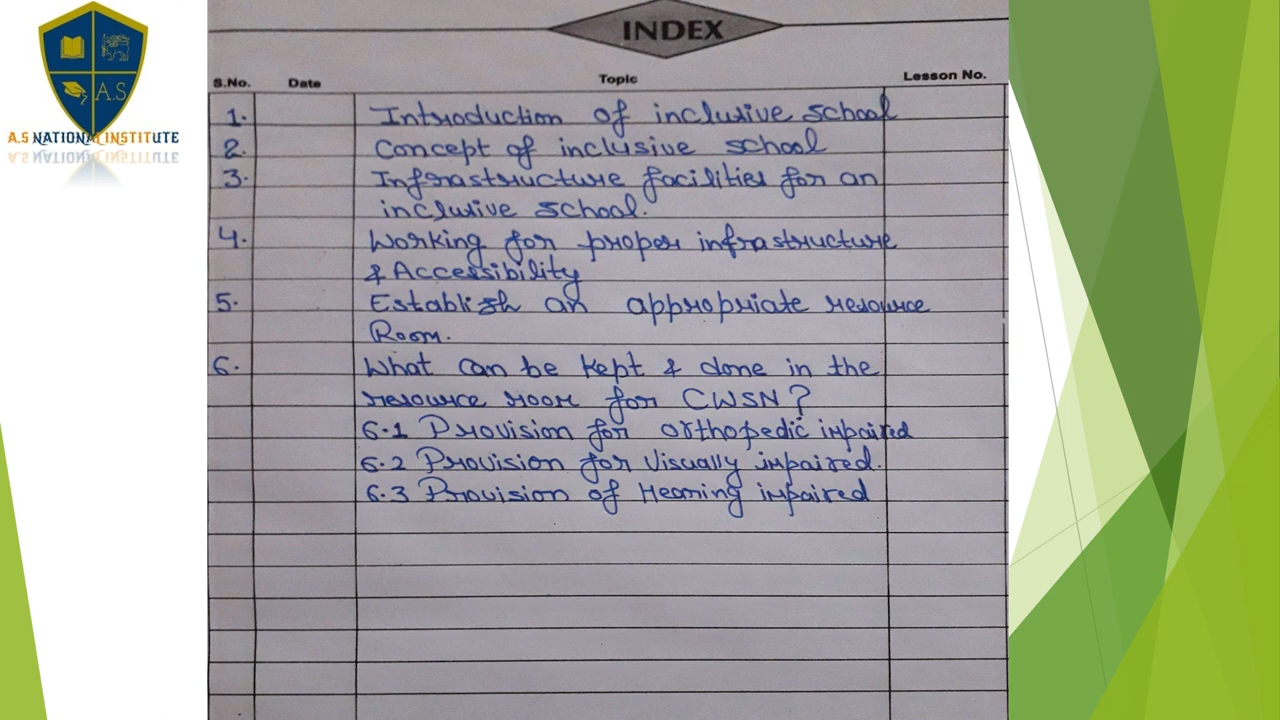 A.S
A.S NATIONAL INSTITUTE
INDEX
S.No. Date Topic Lesson No.
1. Introduction of inclusive school
2. Concept of inclusive school
3. Infrastructure facilities for an
inclusive school.
4. Working for proper infrastructure
& Accessibility
5. Establish an appropriate resource
Room.
6. What can be kept & done in the
resource room for CWSN?
6.1 Provision for orthopedic impaired
6.2 Provision for Visually impaired.
6.3 Provision of Hearing impaired